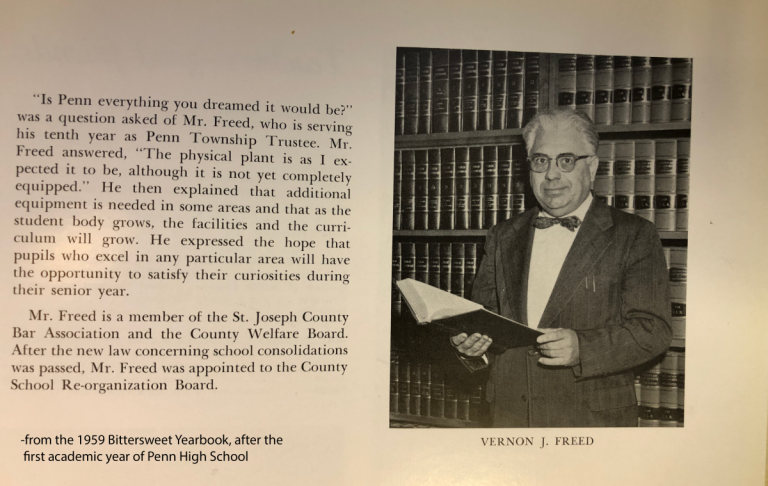 "Is Penn everything you dreamed it would be?"
was a question asked of Mr. Freed, who is serving
his tenth year as Penn Township Trustee. Mr.
Freed answered, "The physical plant is as I ex-
pected it to be, although it is not yet completely
equipped." He then explained that additional
equipment is needed in some areas and that as the
student body grows, the facilities and the curri-
culum will grow. He expressed the hope that
pupils who excel in any particular area will have
the opportunity to satisfy their curiosities during
their senior year.
Mr. Freed is a member of the St. Joseph County
Bar Association and the County Welfare Board.
After the new law concerning school consolidations
was passed, Mr. Freed was appointed to the County
School Re-organization Board.
-from the 1959 Bittersweet Yearbook, after the
first academic year of Penn High School
VERNON J. FREED